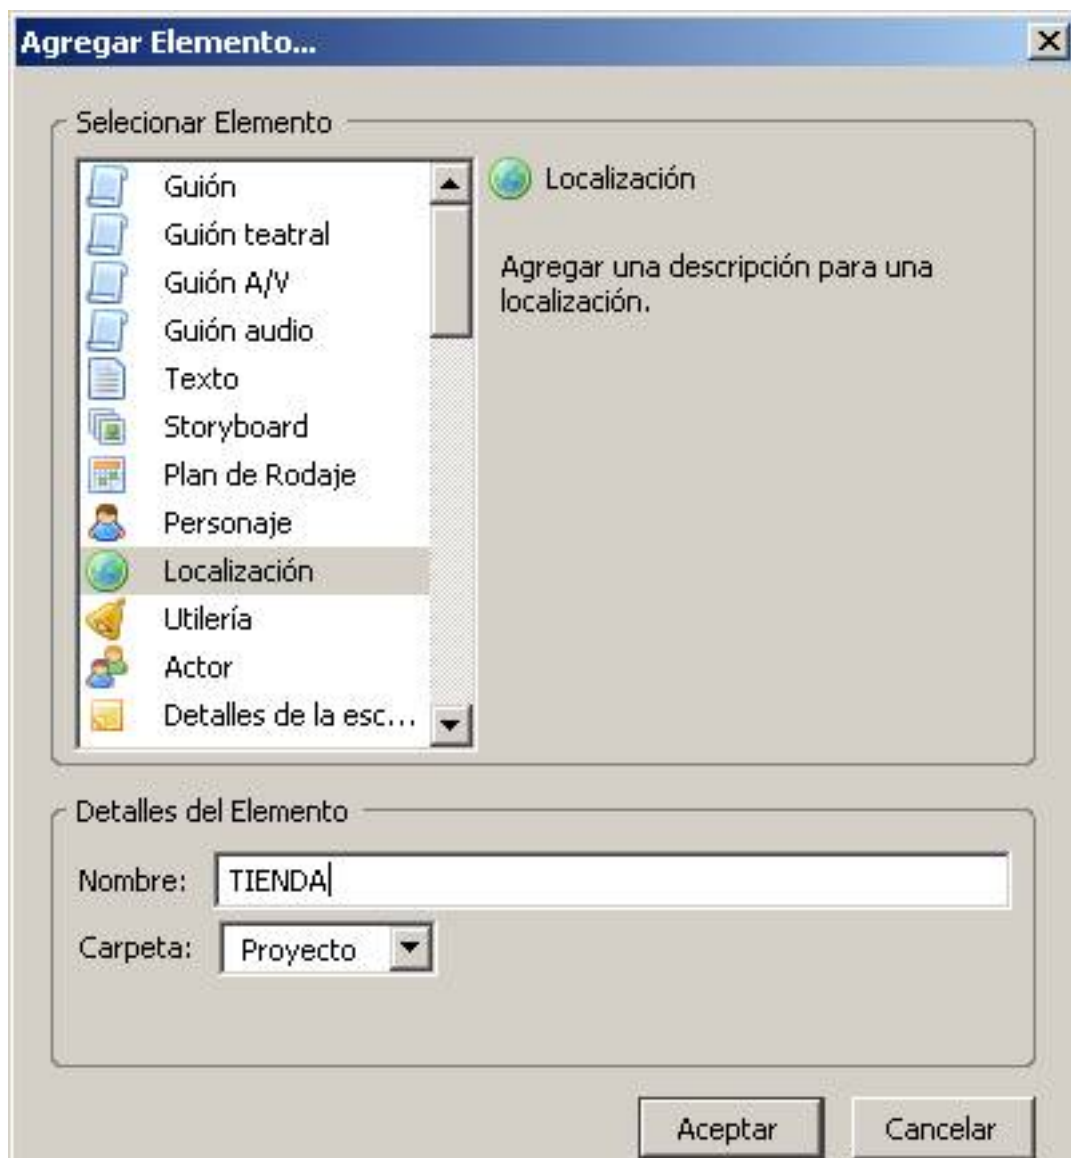 Agregar Elemento...
Selecionar Elemento
Guión
Guión teatral
Guión A/V
Guión audio
Texto
Storyboard
Plan de Rodaje
Personaje
Localización
Utilería
Actor
Detalles de la esc...
Localización
Agregar una descripción para una
localización.
Detalles del Elemento
Nombre: TIENDA
Carpeta: Proyecto
Aceptar Cancelar